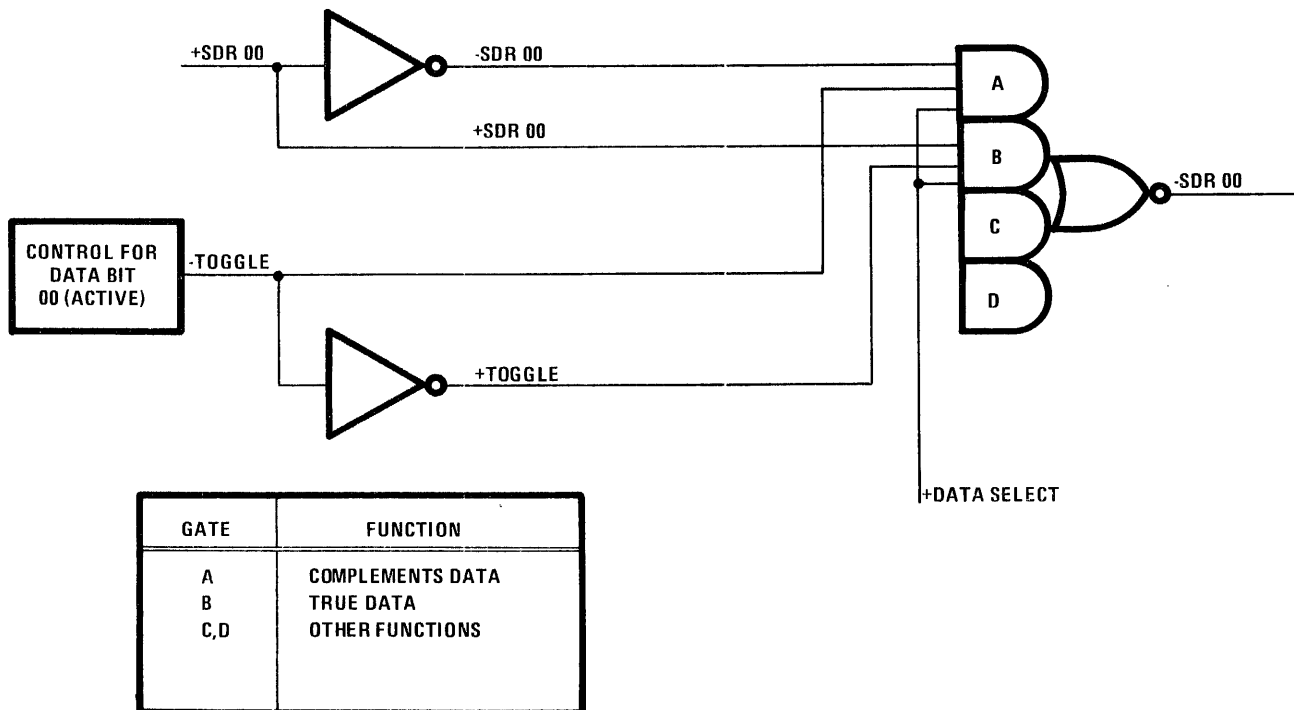 +SDR 00
-SDR 00
A
+SDR 00
B
-SDR 00
C
CONTROL FOR
DATA BIT
00 (ACTIVE)
-TOGGLE
D
+TOGGLE
+DATA SELECT
GATE FUNCTION
A COMPLEMENTS DATA
B TRUE DATA
C,D OTHER FUNCTIONS